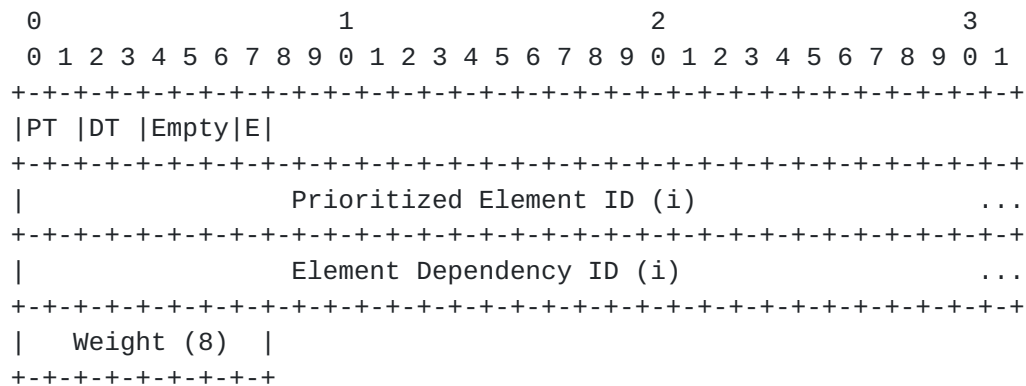 0                   1                   2                   3
 0 1 2 3 4 5 6 7 8 9 0 1 2 3 4 5 6 7 8 9 0 1 2 3 4 5 6 7 8 9 0 1
+-+-+-+-+-+-+-+-+-+-+-+-+-+-+-+-+-+-+-+-+-+-+-+-+-+-+-+-+-+-+-+-+
|PT |DT |Empty|E|
+-+-+-+-+-+-+-+-+-+-+-+-+-+-+-+-+-+-+-+-+-+-+-+-+-+-+-+-+-+-+-+-+
|                 Prioritized Element ID (i)                  ...
+-+-+-+-+-+-+-+-+-+-+-+-+-+-+-+-+-+-+-+-+-+-+-+-+-+-+-+-+-+-+-+-+
|                 Element Dependency ID (i)                   ...
+-+-+-+-+-+-+-+-+-+-+-+-+-+-+-+-+-+-+-+-+-+-+-+-+-+-+-+-+-+-+-+-+
|   Weight (8)  |
+-+-+-+-+-+-+-+-+